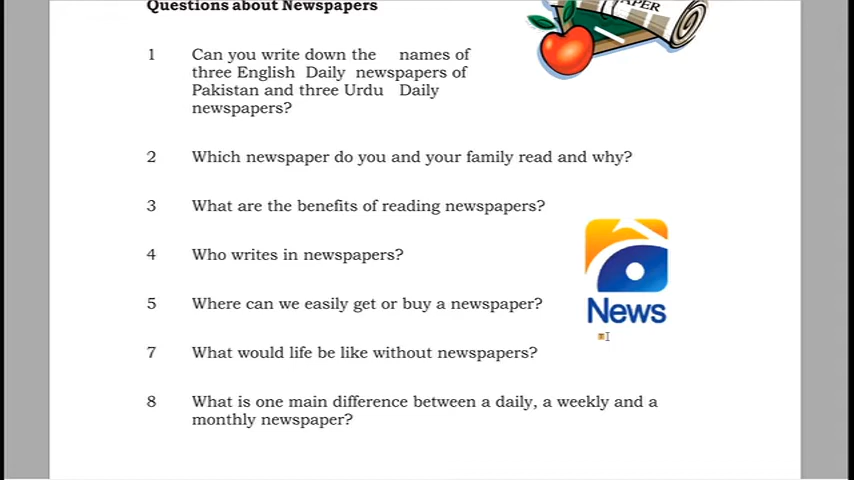 Questions about Newspapers
PAPER
1 Can you write down the names of
three English Daily newspapers of
Pakistan and three Urdu Daily
newspapers?
2 Which newspaper do you and your family read and why?
3 What are the benefits of reading newspapers?
4 Who writes in newspapers?
5 Where can we easily get or buy a newspaper?
News
7 What would life be like without newspapers?
8 What is one main difference between a daily, a weekly and a
monthly newspaper?